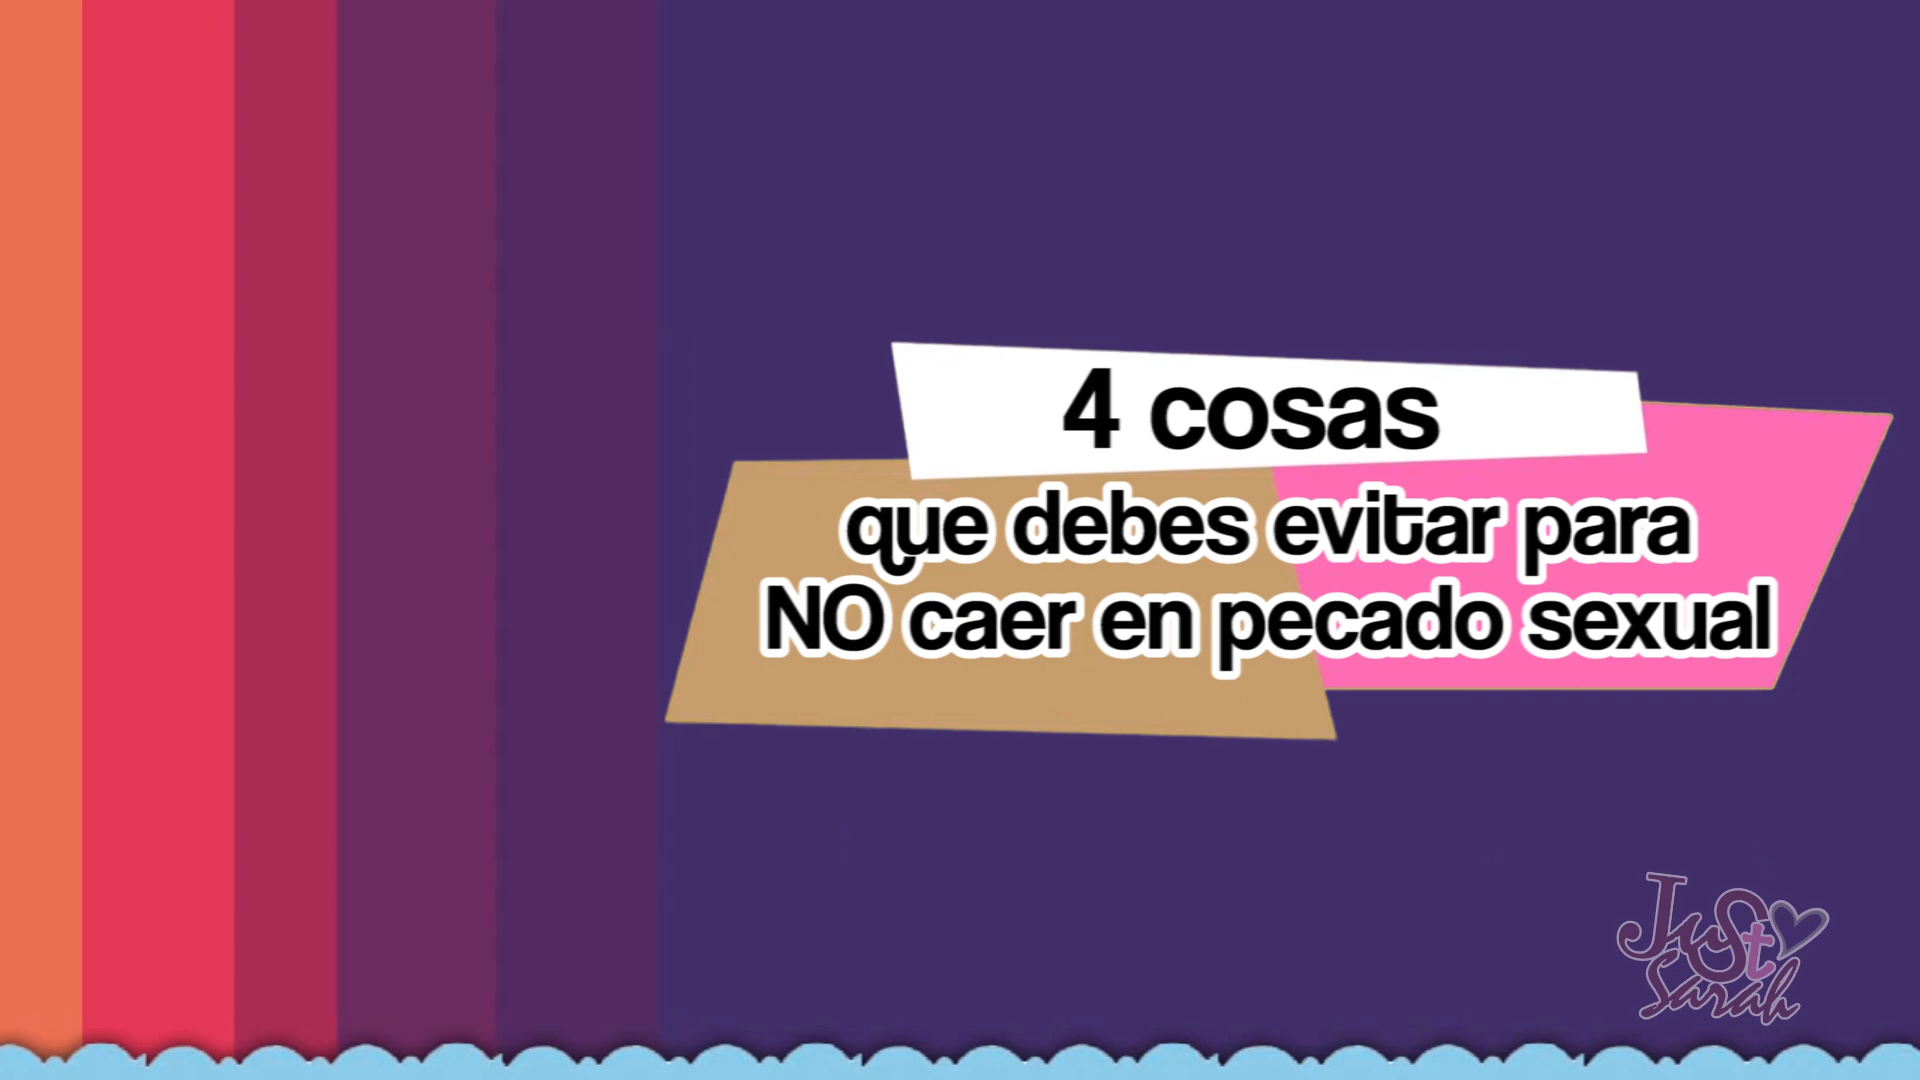 4 cosas
que debes evitar para
NO caer en pecado sexual
Just
Sarah